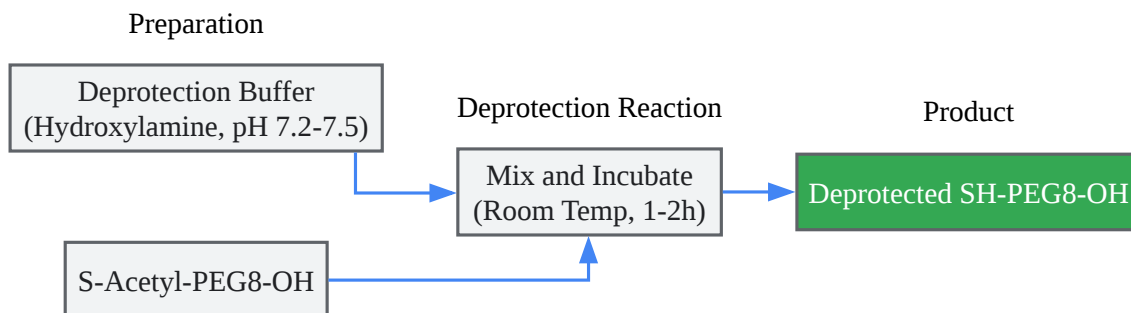 Preparation
Deprotection Buffer
(Hydroxylamine, pH 7.2-7.5)
S-Acetyl-PEG8-OH
Deprotection Reaction
Mix and Incubate
(Room Temp, 1-2h)
Product
Deprotected SH-PEG8-OH